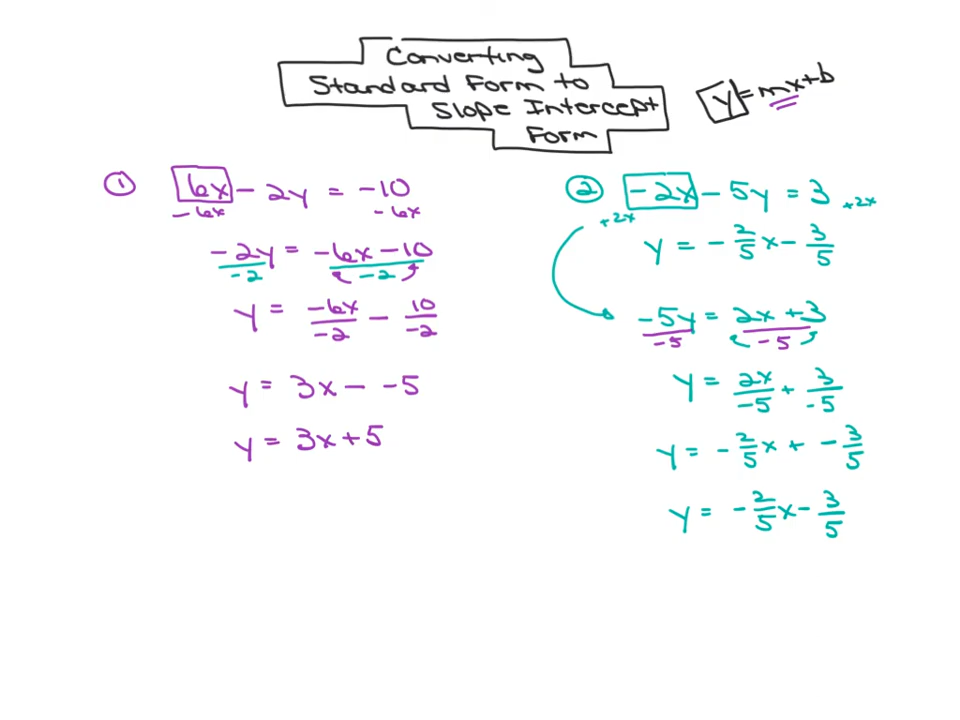 Converting
Standard Form to
Slope Intercept
Form
y = mx + b
① 6x - 2y = -10
-6x -6x
-2y = -6x - 10
-2 -2
y = -6x/-2 - 10/-2
y = 3x - -5
y = 3x + 5
② -2x - 5y = 3
+2x +2x
y = -2/5x - 3/5
-5y = 2x + 3
-5 -5
y = 2x/-5 + 3/-5
y = -2/5x + -3/5
y = -2/5x - 3/5